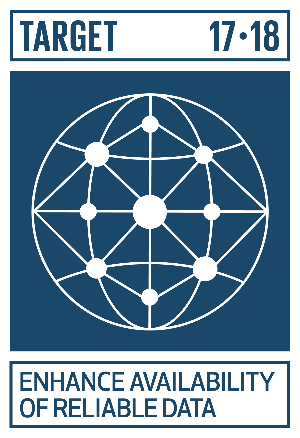 TARGET 17·18
ENHANCE AVAILABILITY
OF RELIABLE DATA